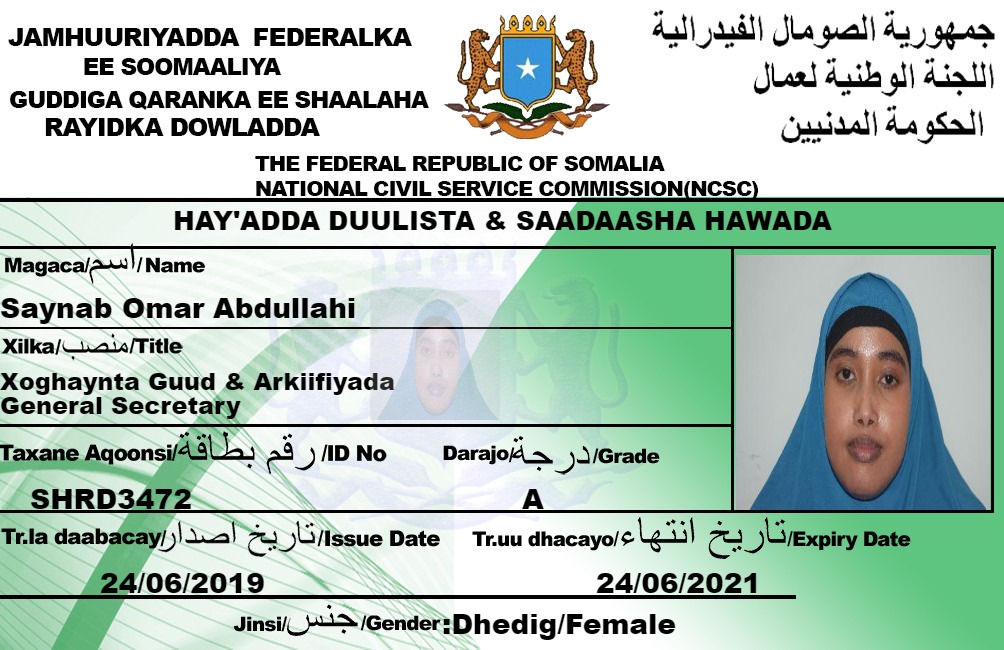 JAMHUURIYADDA FEDERALKA
EE SOOMAALIYA
GUDDIGA QARANKA EE SHAALAHA
RAYIDKA DOWLADDA
جمهورية الصومال الفيدرالية
اللجنة الوطنية لعمال
الحكومة المدنيين
THE FEDERAL REPUBLIC OF SOMALIA
NATIONAL CIVIL SERVICE COMMISSION(NCSC)
HAY'ADDA DUULISTA & SAADAASHA HAWADA
Magaca/اسم/Name
Saynab Omar Abdullahi
Xilka/منصب/Title
Xoghaynta Guud & Arkiifiyada
General Secretary
Taxane Aqoonsi/رقم بطاقة/ID No Darajo/درجة/Grade
SHRD3472 A
Tr.la daabacay/تاريخ اصدار/Issue Date Tr.uu dhacayo/تاريخ انتهاء/Expiry Date
24/06/2019 24/06/2021
Jinsi/جنس/Gender:Dhedig/Female